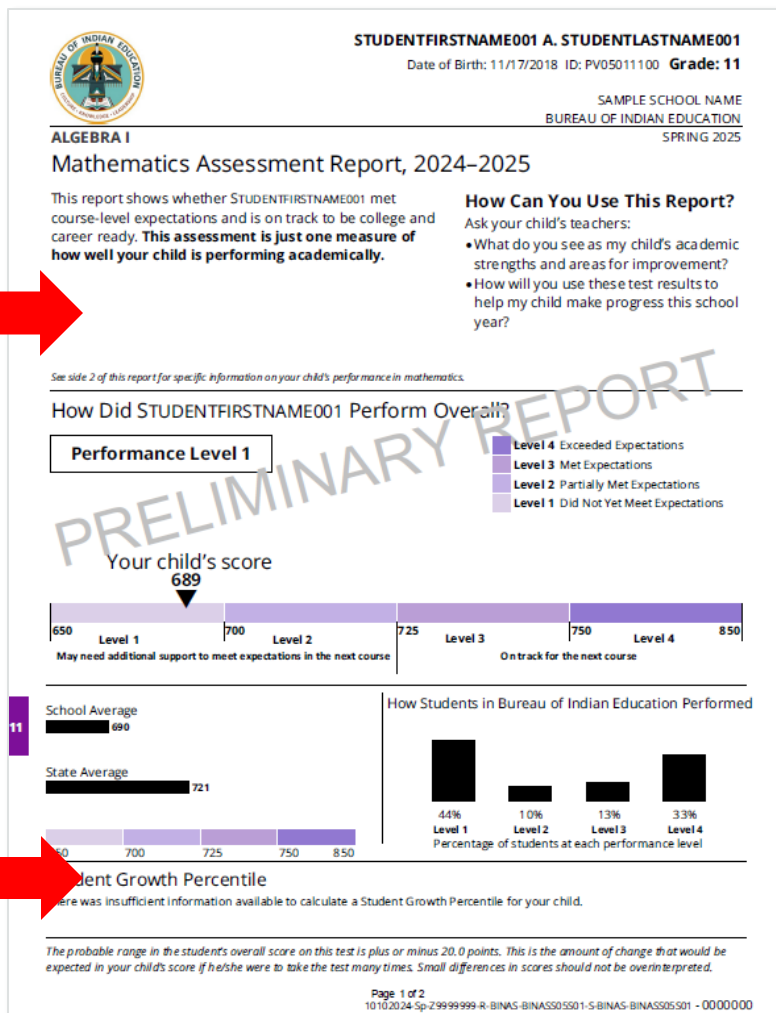 BUREAU OF INDIAN EDUCATION
CULTURE • KNOWLEDGE • LEADERSHIP
STUDENTFIRSTNAME001 A. STUDENTLASTNAME001
Date of Birth: 11/17/2018 ID: PV05011100 Grade: 11
SAMPLE SCHOOL NAME
BUREAU OF INDIAN EDUCATION
ALGEBRA I
SPRING 2025
Mathematics Assessment Report, 2024–2025
This report shows whether STUDENTFIRSTNAME001 met
course-level expectations and is on track to be college and
career ready. This assessment is just one measure of
how well your child is performing academically.
How Can You Use This Report?
Ask your child's teachers:
•What do you see as my child's academic
strengths and areas for improvement?
•How will you use these test results to
help my child make progress this school
year?
See side 2 of this report for specific information on your child's performance in mathematics.
PRELIMINARY REPORT
How Did STUDENTFIRSTNAME001 Perform Overall?
Performance Level 1
Level 4 Exceeded Expectations
Level 3 Met Expectations
Level 2 Partially Met Expectations
Level 1 Did Not Yet Meet Expectations
Your child's score
689
650 700 725 750 850
Level 1 Level 2 Level 3 Level 4
May need additional support to meet expectations in the next course
On track for the next course
11
School Average
690
State Average
721
700 725 750 850
How Students in Bureau of Indian Education Performed
44% 10% 13% 33%
Level 1 Level 2 Level 3 Level 4
Percentage of students at each performance level
Growth Percentile
was insufficient information available to calculate a Student Growth Percentile for your child.
The probable range in the student's overall score on this test is plus or minus 20.0 points. This is the amount of change that would be
expected in your child's score if he/she were to take the test many times. Small differences in scores should not be overinterpreted.
Page 1 of 2
10102024-Sp-Z9999999-R-BINAS-BINASS05S01-S-BINAS-BINASS05S01 - 0000000